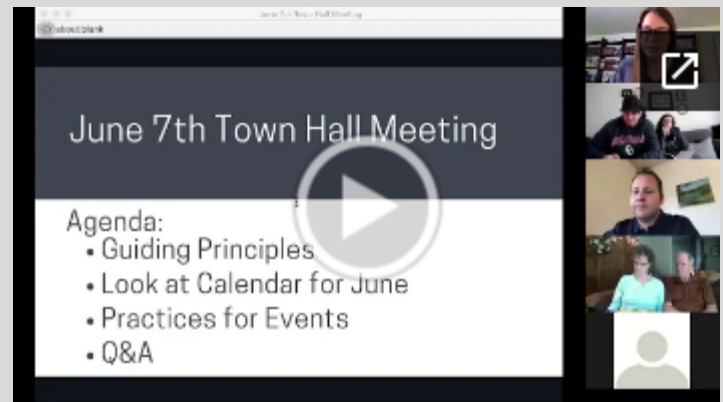 June 7th Town Hall Meeting
about:blank
June 7th Town Hall Meeting
Agenda:
• Guiding Principles
• Look at Calendar for June
• Practices for Events
• Q&A